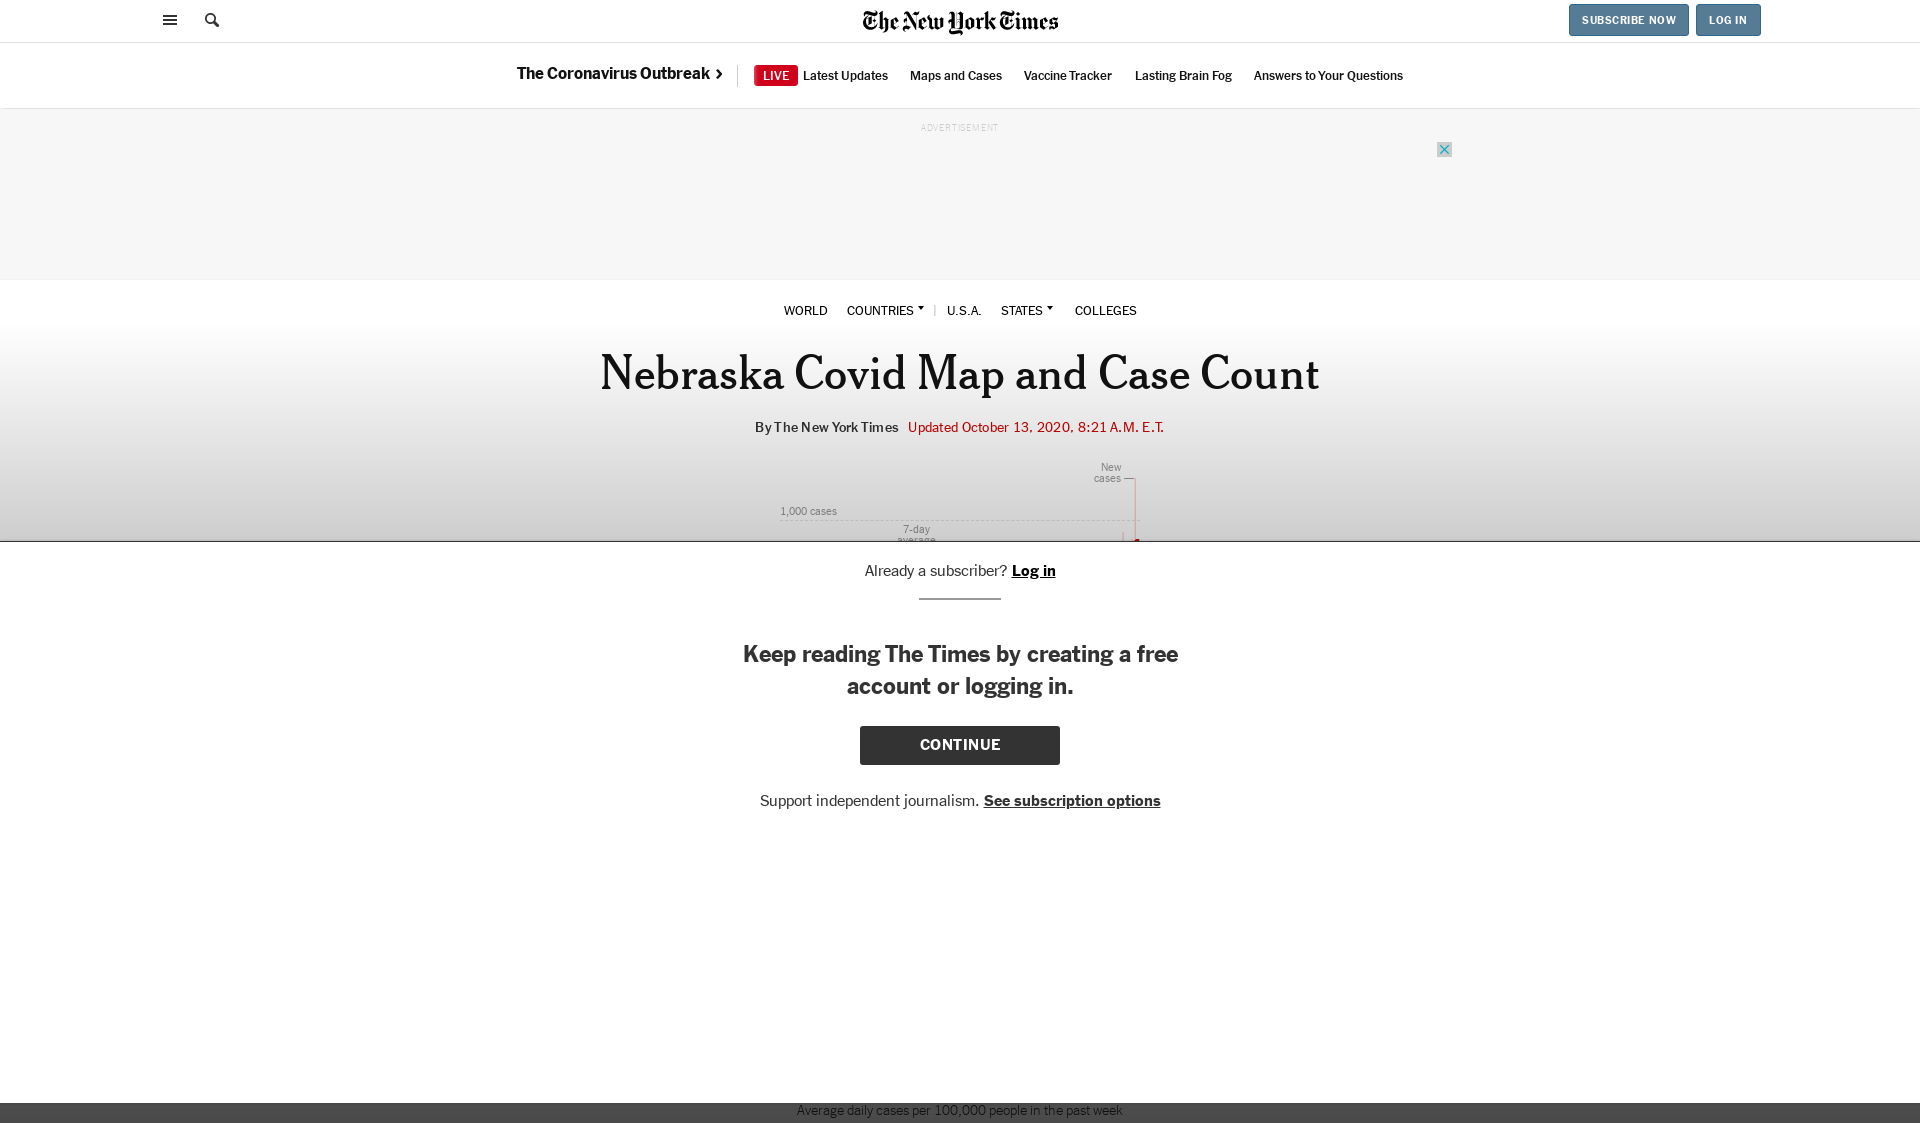 The New York Times
SUBSCRIBE NOW
LOG IN
The Coronavirus Outbreak
LIVE Latest Updates
Maps and Cases
Vaccine Tracker
Lasting Brain Fog
Answers to Your Questions
ADVERTISEMENT
WORLD COUNTRIES | U.S.A. STATES COLLEGES
Nebraska Covid Map and Case Count
By The New York Times Updated October 13, 2020, 8:21 A.M. E.T.
New
cases
1,000 cases
7-day
average
Already a subscriber? Log in
Keep reading The Times by creating a free
account or logging in.
CONTINUE
Support independent journalism. See subscription options
Average daily cases per 100,000 people in the past week